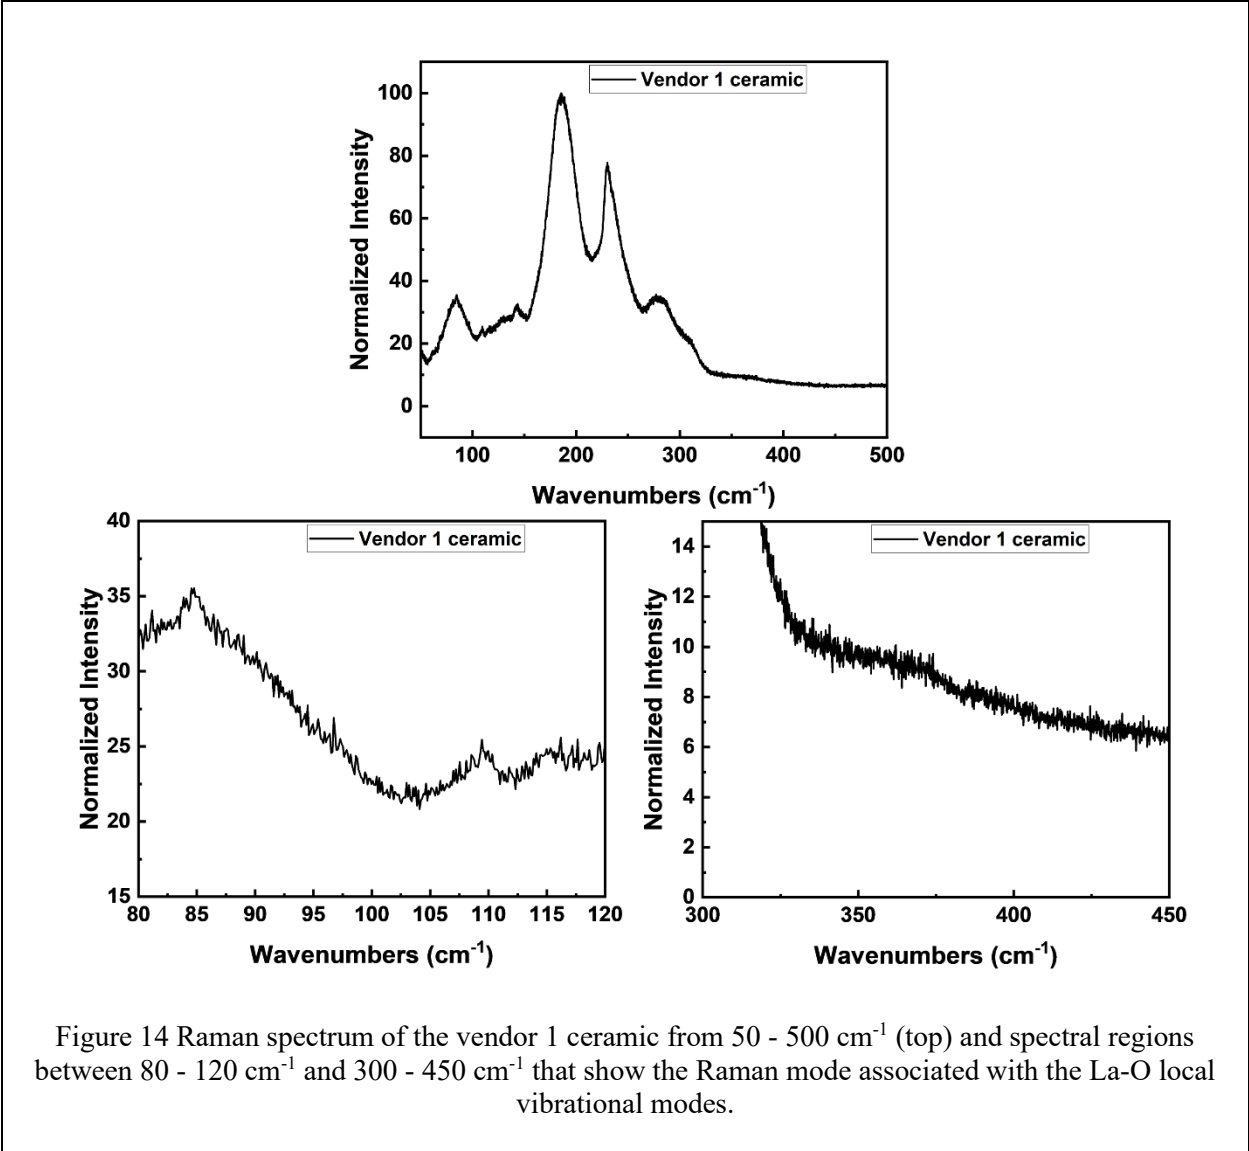 Vendor 1 ceramic
Normalized Intensity
100
80
60
40
20
0
100 200 300 400 500
Wavenumbers (cm-1)
Vendor 1 ceramic
Normalized Intensity
40
35
30
25
20
15
80 85 90 95 100 105 110 115 120
Wavenumbers (cm-1)
Vendor 1 ceramic
Normalized Intensity
14
12
10
8
6
4
2
0
300 350 400 450
Wavenumbers (cm-1)
Figure 14 Raman spectrum of the vendor 1 ceramic from 50 - 500 cm-1 (top) and spectral regions
between 80 - 120 cm-1 and 300 - 450 cm-1 that show the Raman mode associated with the La-O local
vibrational modes.